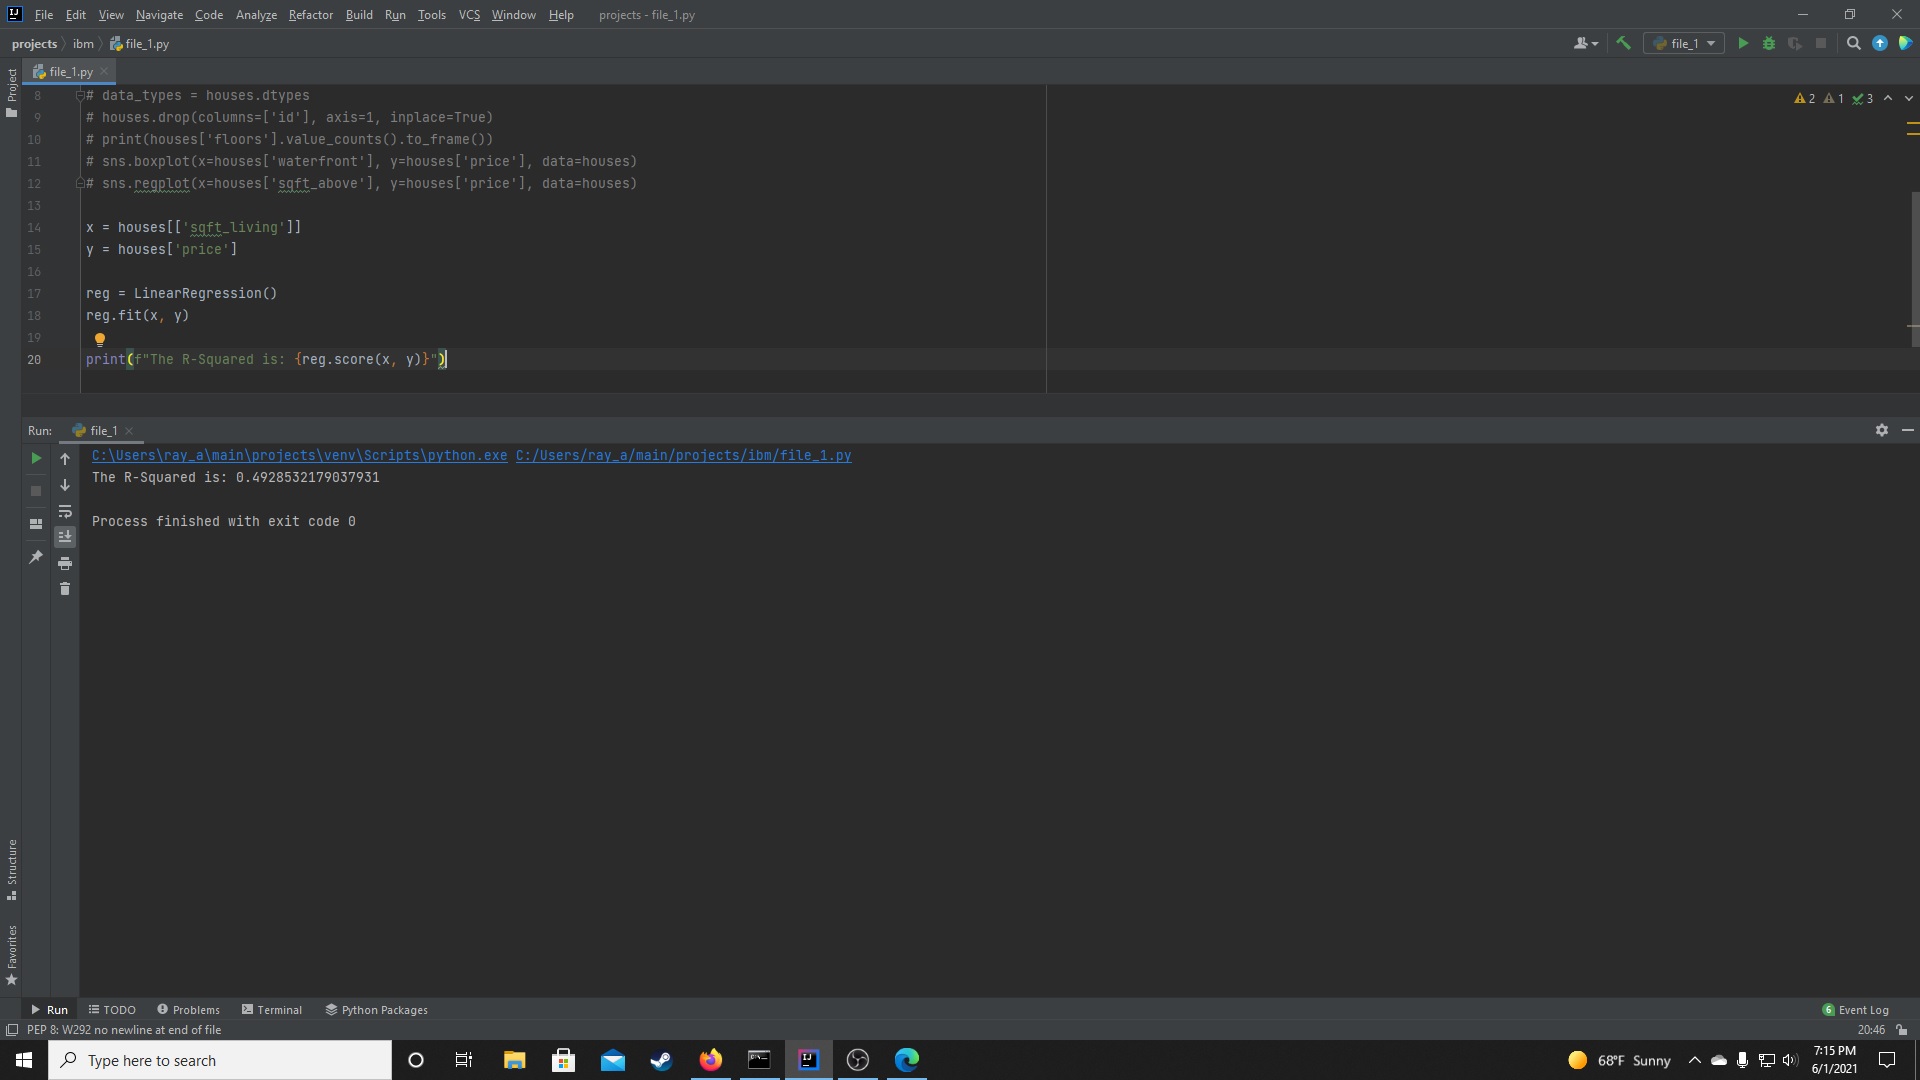 File Edit View Navigate Code Analyze Refactor Build Run Tools VCS Window Help projects - file_1.py
projects ibm file_1.py file_1
Project
file_1.py
8 # data_types = houses.dtypes
9 # houses.drop(columns=['id'], axis=1, inplace=True)
10 # print(houses['floors'].value_counts().to_frame())
11 # sns.boxplot(x=houses['waterfront'], y=houses['price'], data=houses)
12 # sns.regplot(x=houses['sqft_above'], y=houses['price'], data=houses)
13
14 x = houses[['sqft_living']]
15 y = houses['price']
16
17 reg = LinearRegression()
18 reg.fit(x, y)
19
20 print(f"The R-Squared is: {reg.score(x, y)}")
2 1 3
Run: file_1
C:\Users\ray_a\main\projects\venv\Scripts\python.exe C:/Users/ray_a/main/projects/ibm/file_1.py
The R-Squared is: 0.4928532179037931
Process finished with exit code 0
Structure
Favorites
Run TODO Problems Terminal Python Packages 6 Event Log
PEP 8: W292 no newline at end of file 20:46
Type here to search 68°F Sunny 7:15 PM
6/1/2021